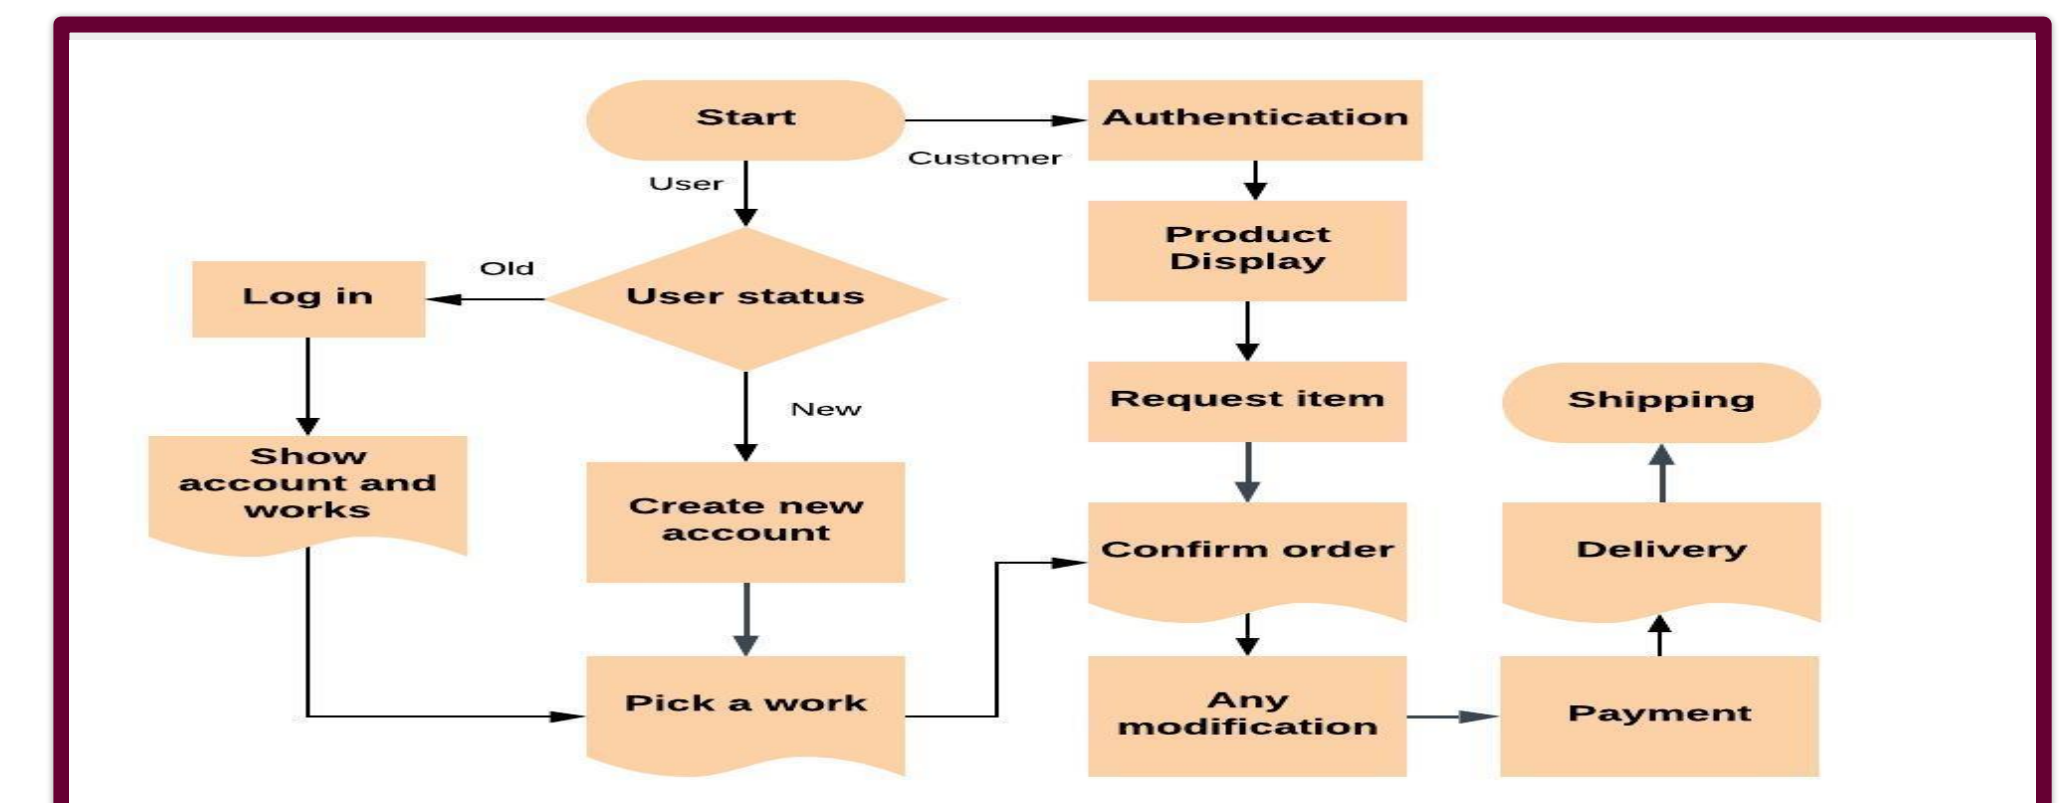 Start
Authentication
Customer
User
Product
Display
Old
Log in
User status
Request item
Shipping
New
Show
account and
works
Create new
account
Confirm order
Delivery
Pick a work
Any
modification
Payment